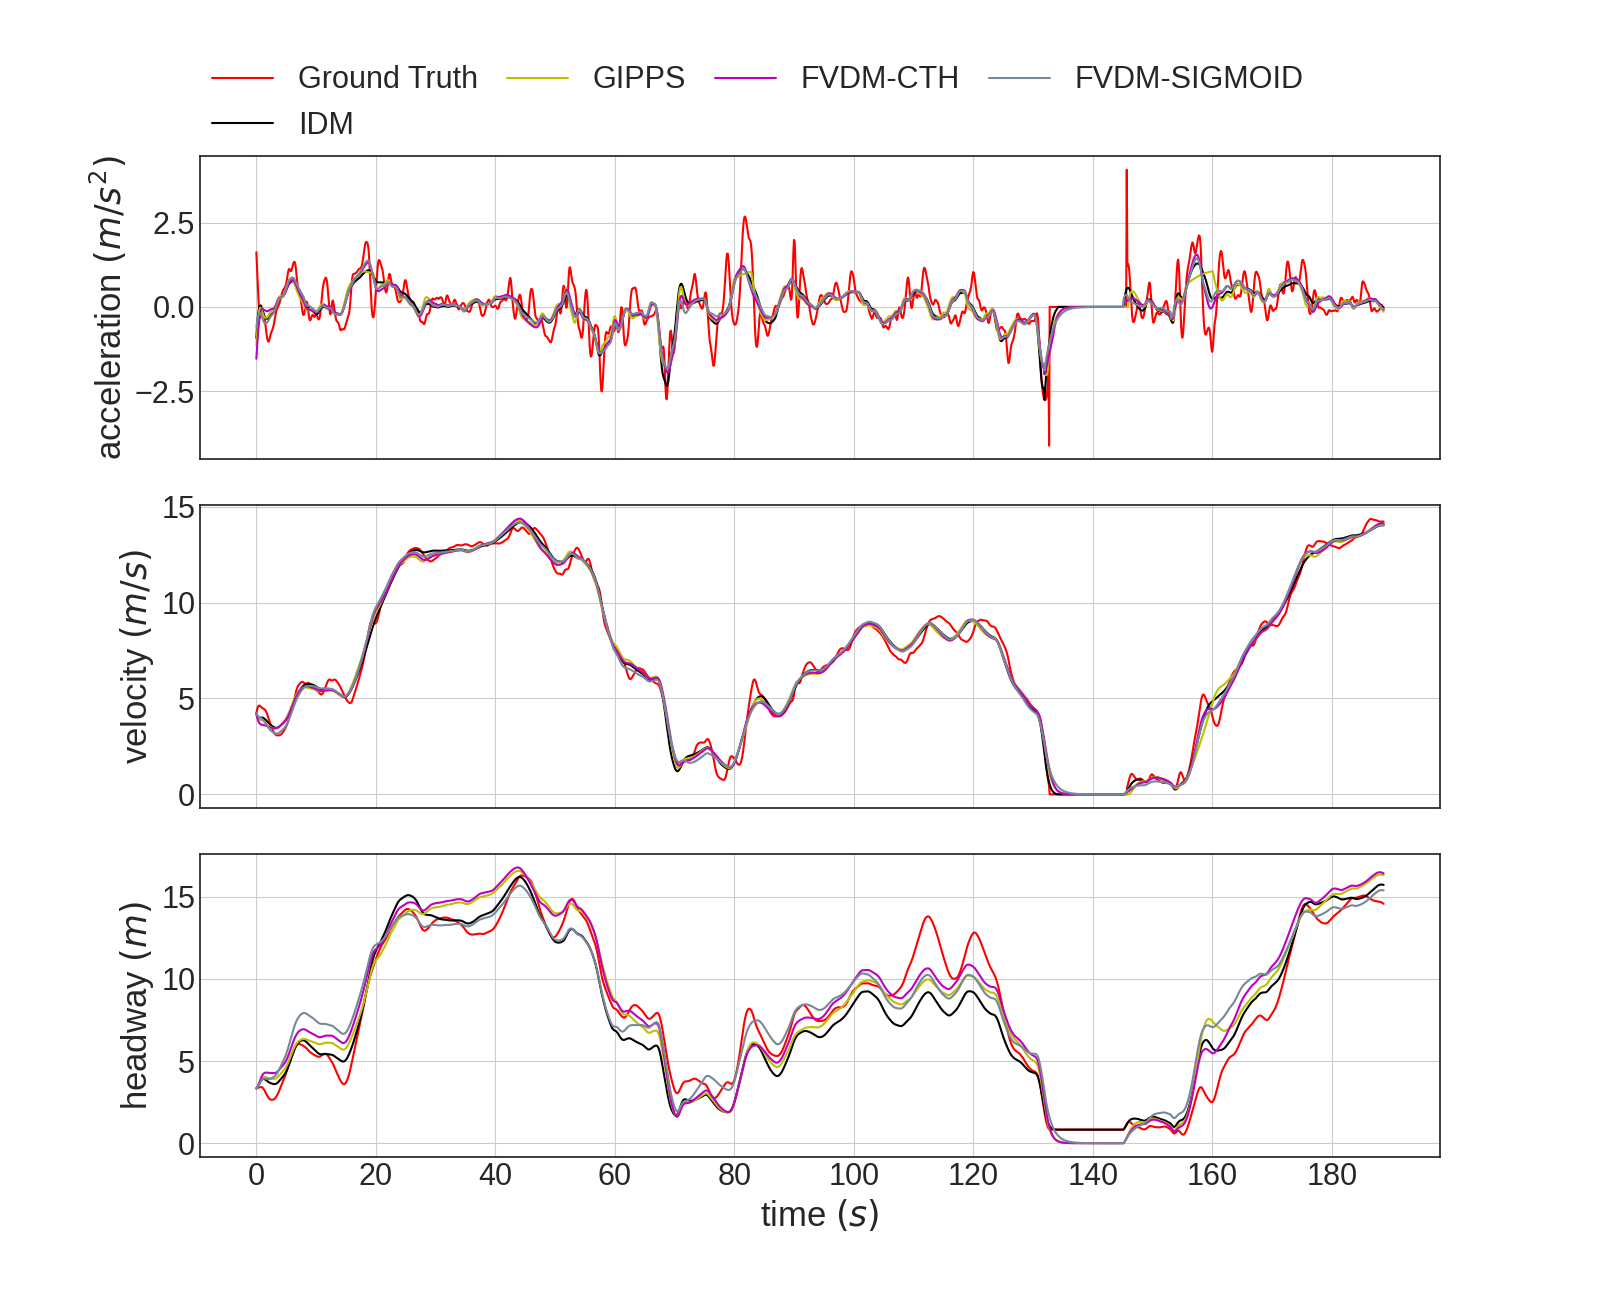 Ground Truth GIPPS FVDM-CTH FVDM-SIGMOID
IDM
acceleration (m/s²)
2.5
0.0
−2.5
velocity (m/s)
15
10
5
0
headway (m)
15
10
5
0
0 20 40 60 80 100 120 140 160 180
time (s)